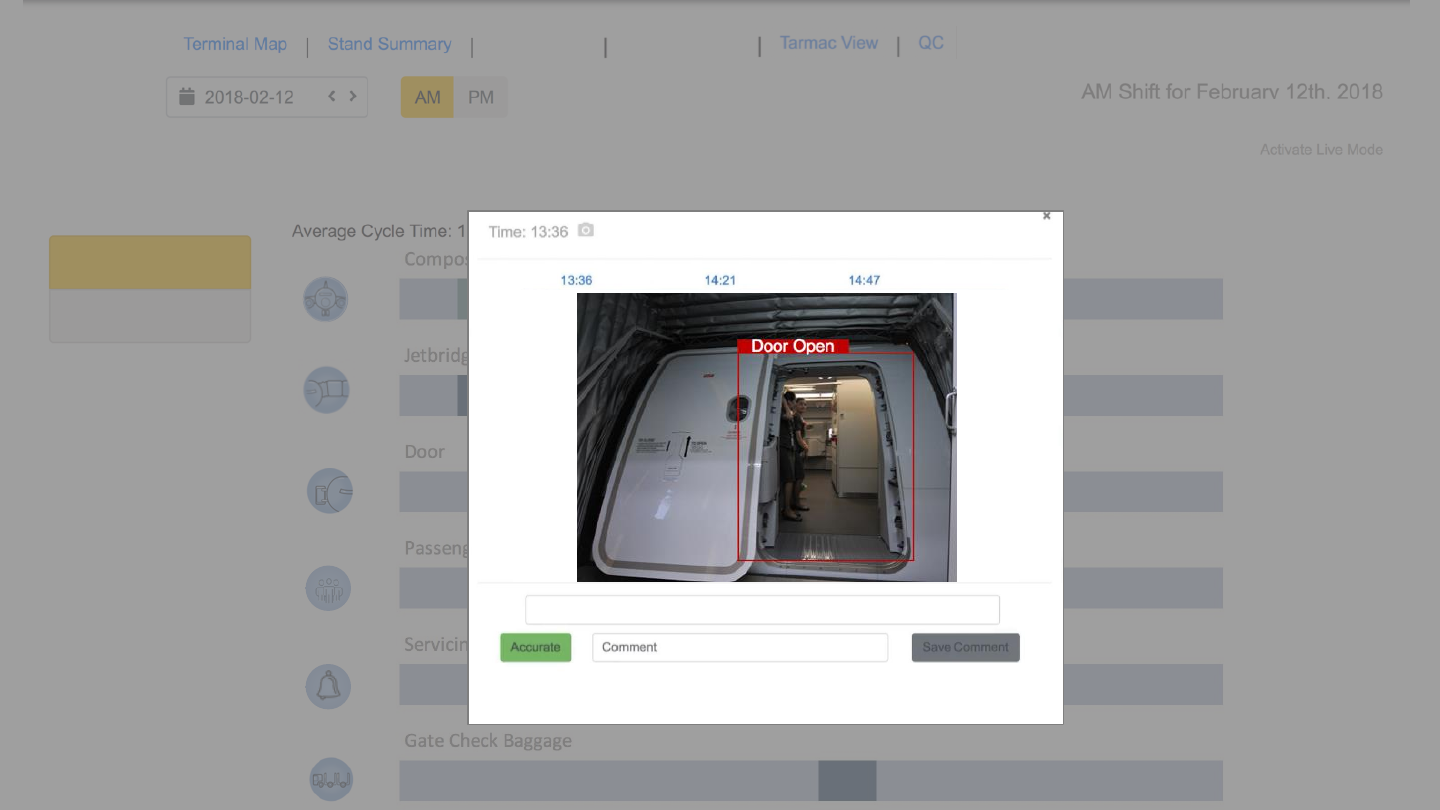 Terminal Map | Stand Summary | | | Tarmac View | QC
2018-02-12 < > AM PM
AM Shift for February 12th, 2018
Activate Live Mode
Average Cycle Time: 1
Compos
Jetbridg
Door
Passeng
Servicin
Gate Check Baggage
×
Time: 13:36
13:36 14:21 14:47
Door Open
Accurate Comment Save Comment